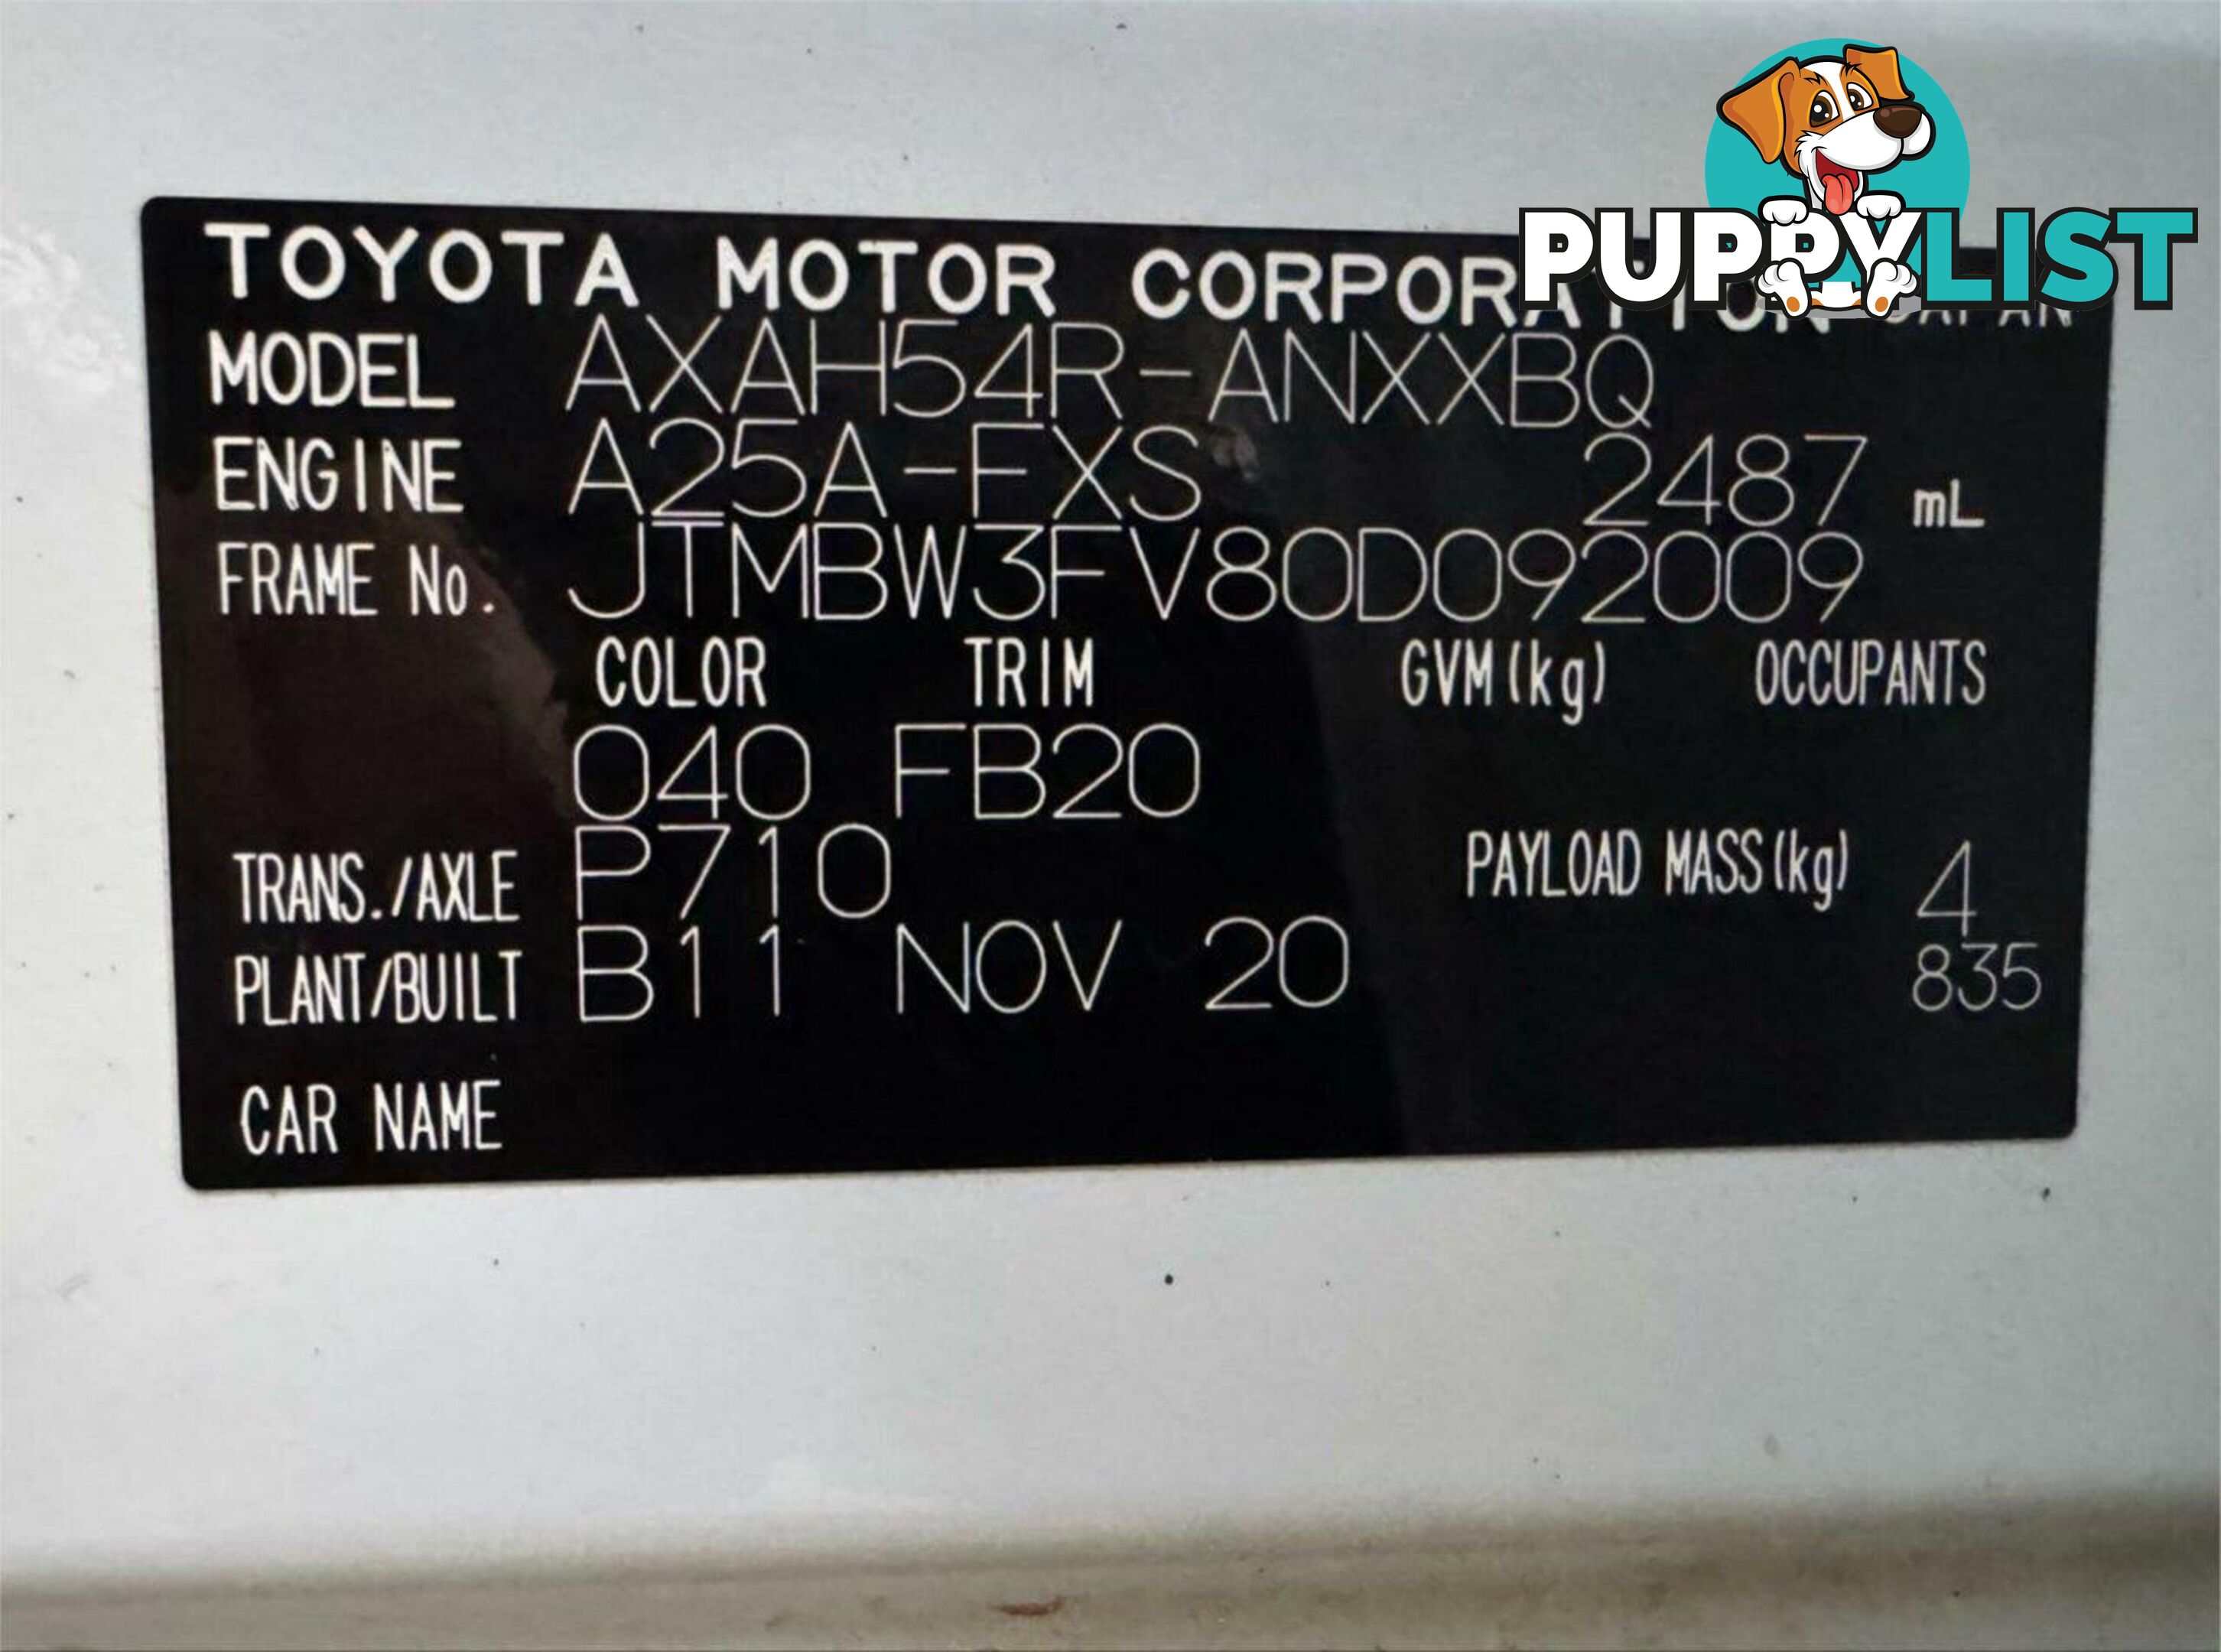 PUPPYLIST
TOYOTA MOTOR CORPORATION JAPAN
MODEL AXAH54R-ANXXBQ
ENGINE A25A-FXS 2487 mL
FRAME No. JTMBW3FV80D092009
COLOR TRIM GVM(kg) OCCUPANTS
040 FB20
TRANS./AXLE P710 PAYLOAD MASS(kg) 4
PLANT/BUILT B11 NOV 20 835
CAR NAME